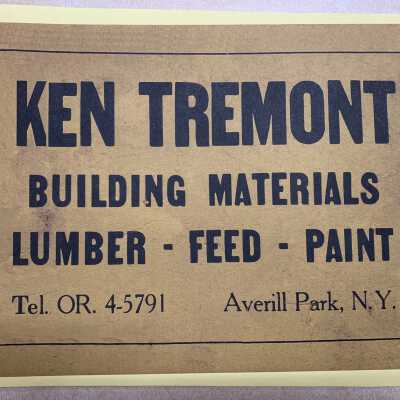 KEN TREMONT
BUILDING MATERIALS
LUMBER - FEED - PAINT
Tel. OR. 4-5791 Averill Park, N.Y.